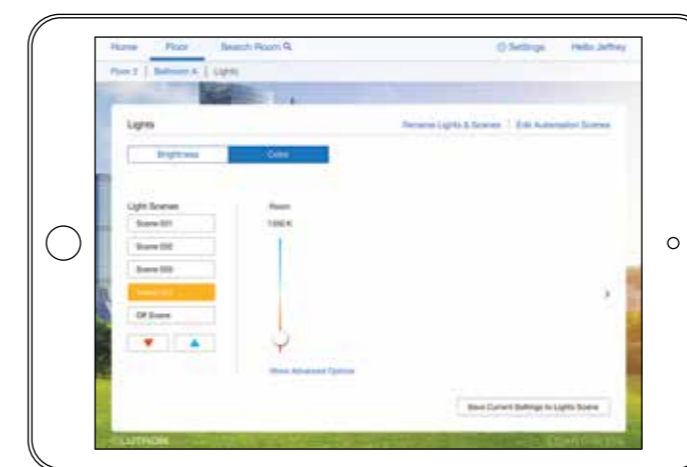 Home Floor Search Room Settings Hello Jeffrey
Floor 2 | Ballroom A | Lights
Lights Rename Lights & Scenes | Edit Automation Scenes
Brightness Color
Light Scenes Room
Scene 001 K
Scene 002
Scene 003
Off Scene
Show Advanced Options
Save Current Settings to Lights Scene
LUTRON